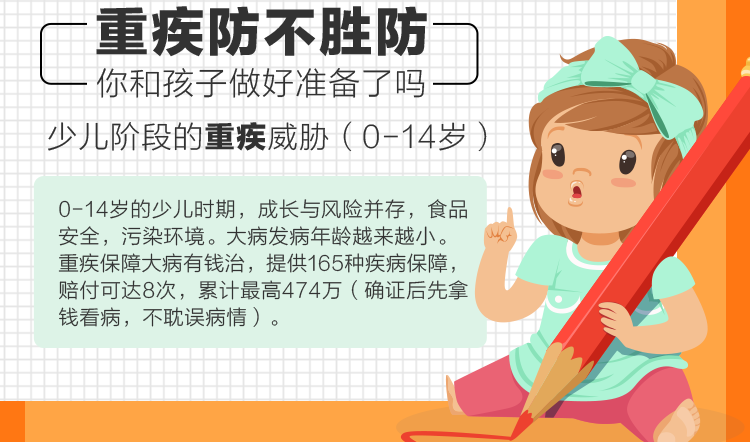 重疾防不胜防
你和孩子做好准备了吗
少儿阶段的重疾威胁（0-14岁）
0-14岁的少儿时期，成长与风险并存，食品
安全，污染环境。大病发病年龄越来越小。
重疾保障大病有钱治，提供165种疾病保障，
赔付可达8次，累计最高474万（确证后先拿
钱看病，不耽误病情）。